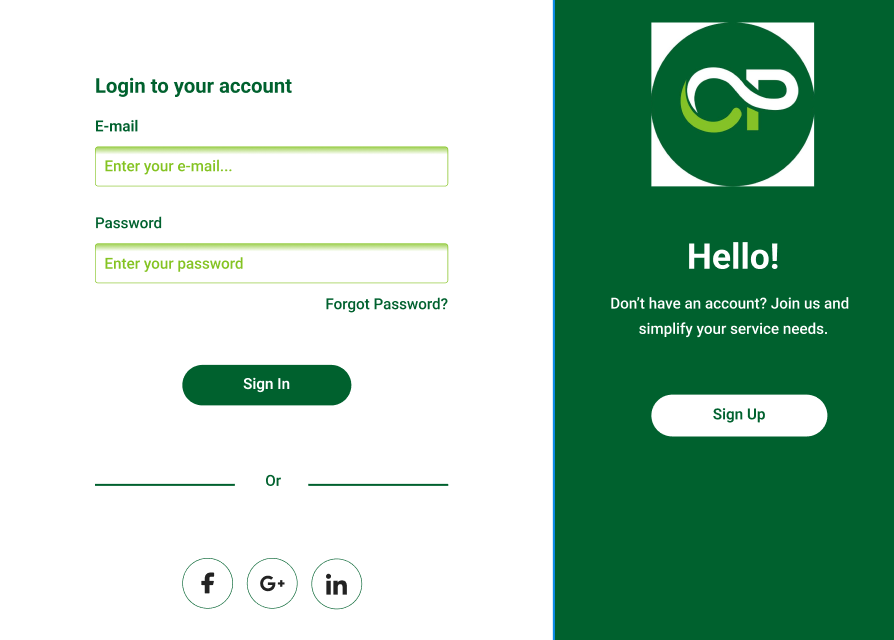 Login to your account
E-mail
Enter your e-mail...
Password
Enter your password
Forgot Password?
Sign In
Or
f
G+
in
CP
Hello!
Don't have an account? Join us and
simplify your service needs.
Sign Up